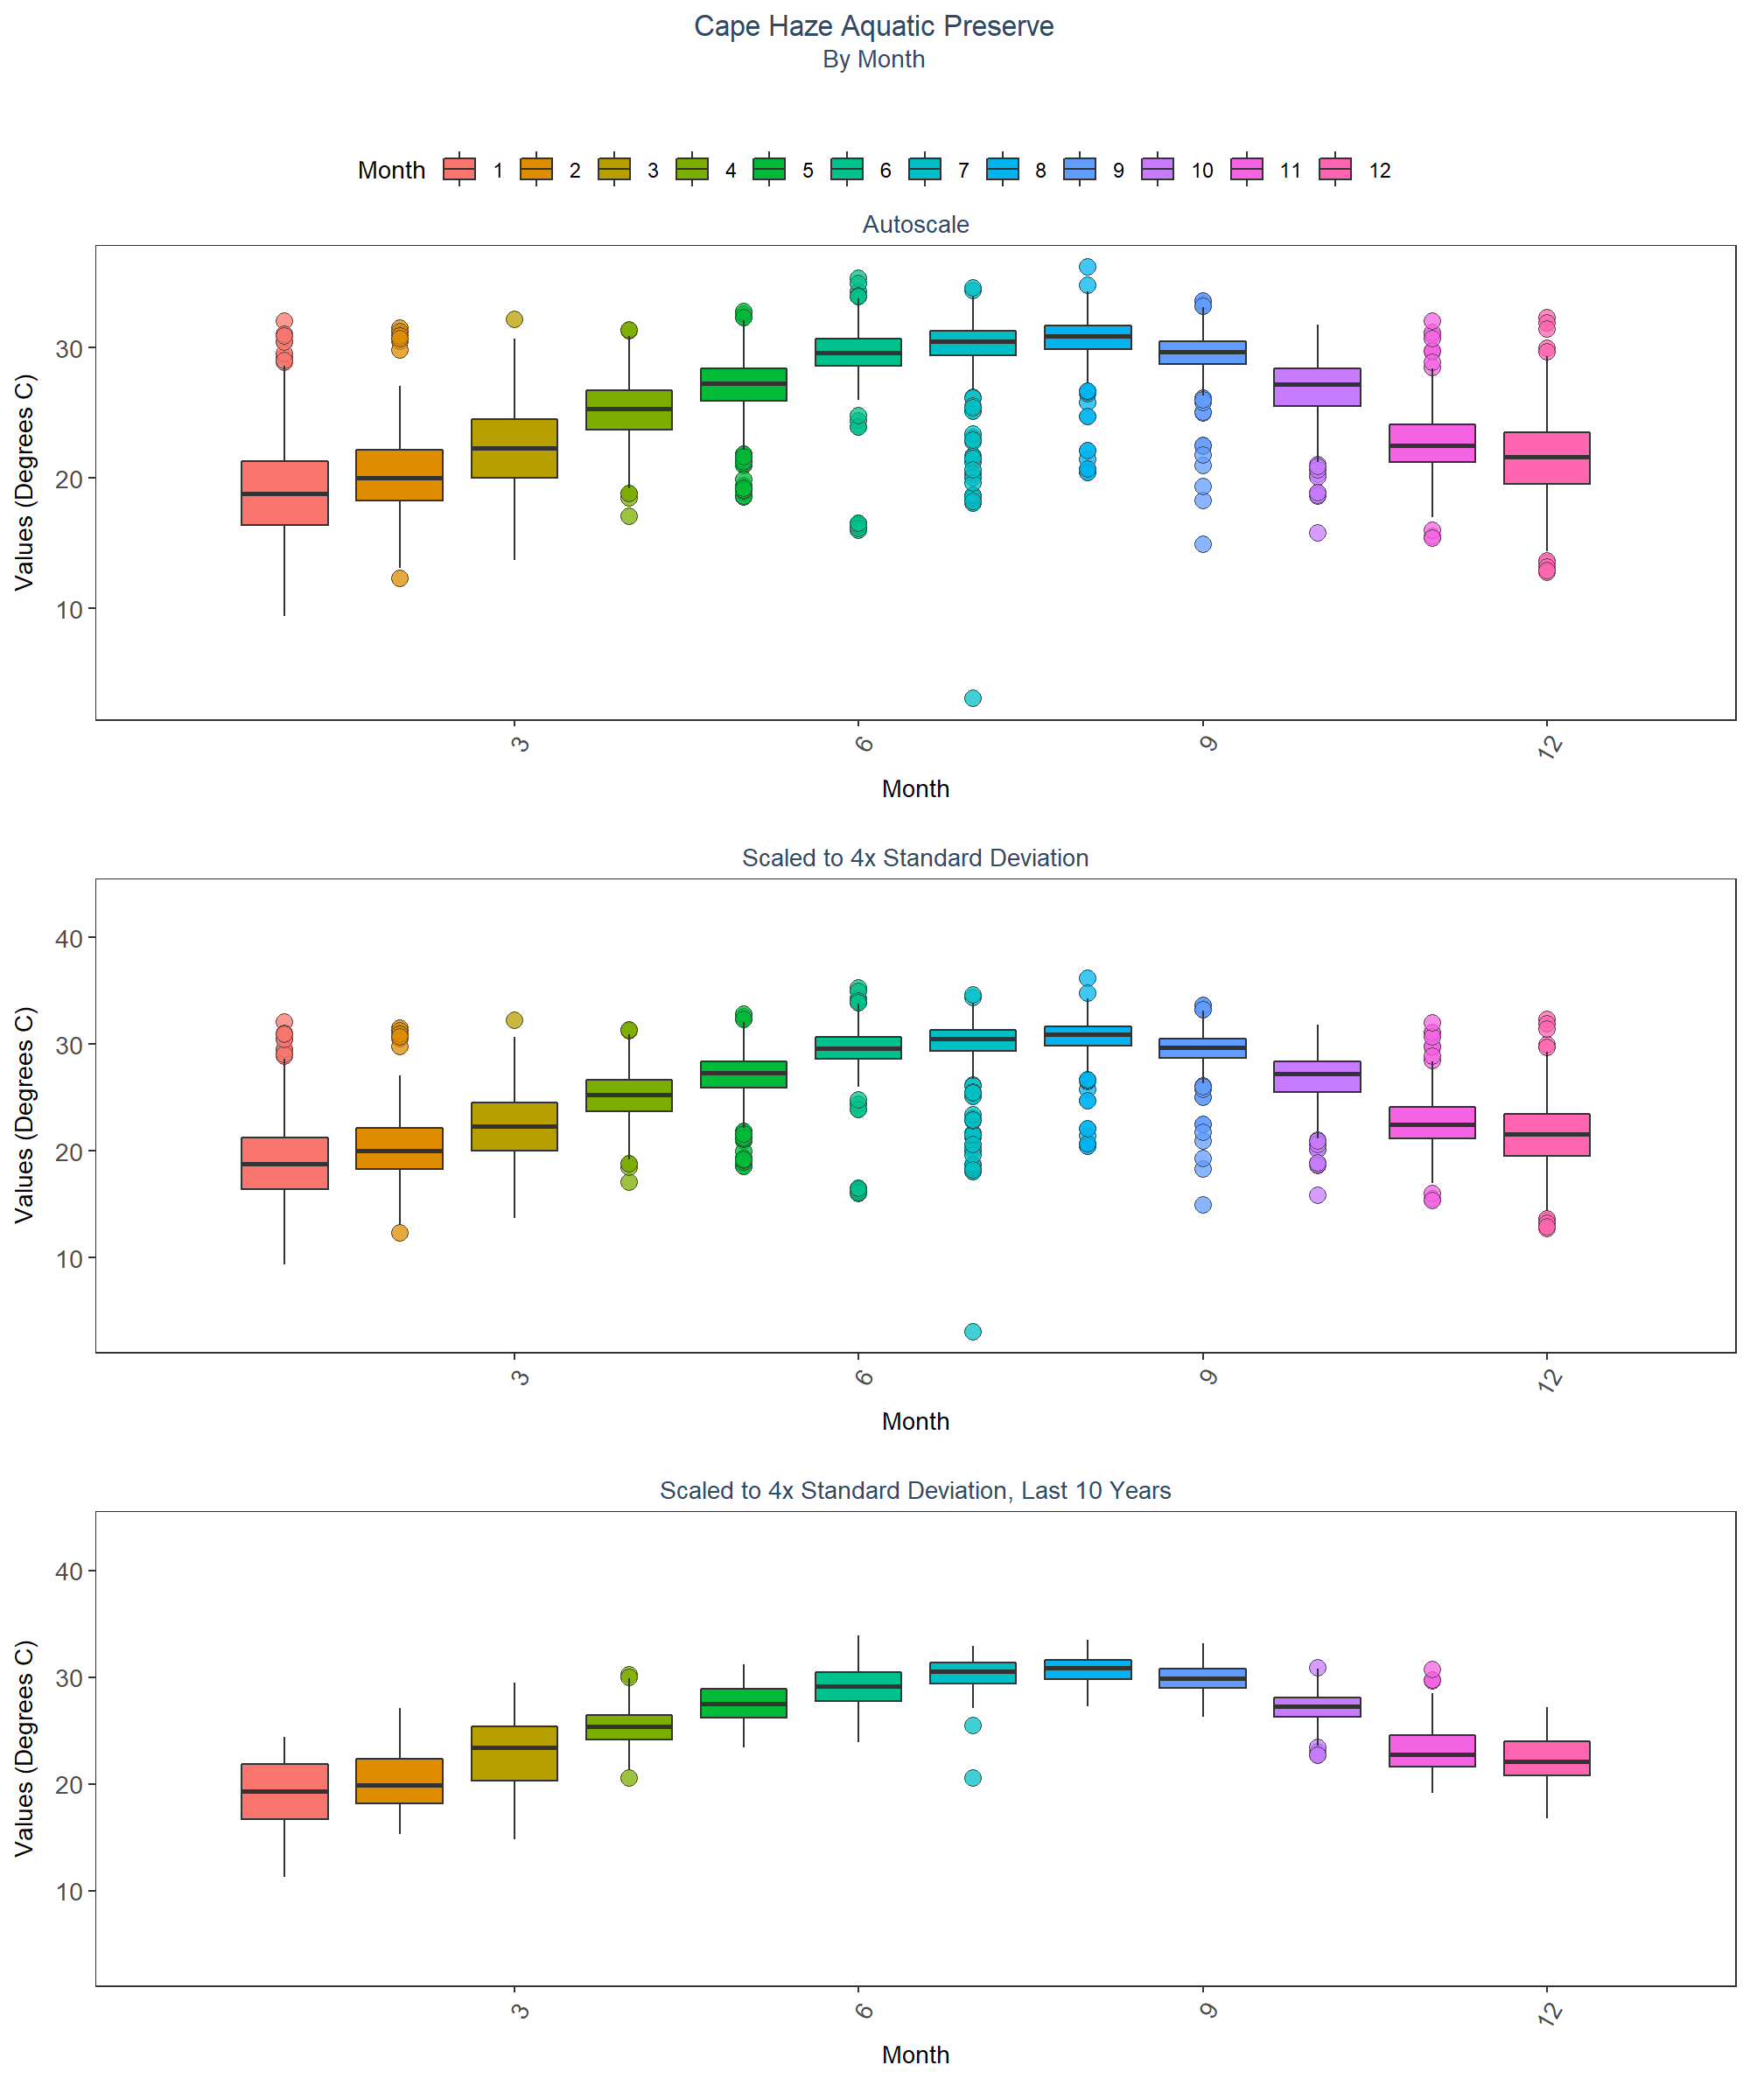 Cape Haze Aquatic Preserve
By Month
Month 1 2 3 4 5 6 7 8 9 10 11 12
Autoscale
Values (Degrees C)
30
20
10
3 6 9 12
Month
Scaled to 4x Standard Deviation
Values (Degrees C)
40
30
20
10
3 6 9 12
Month
Scaled to 4x Standard Deviation, Last 10 Years
Values (Degrees C)
40
30
20
10
3 6 9 12
Month